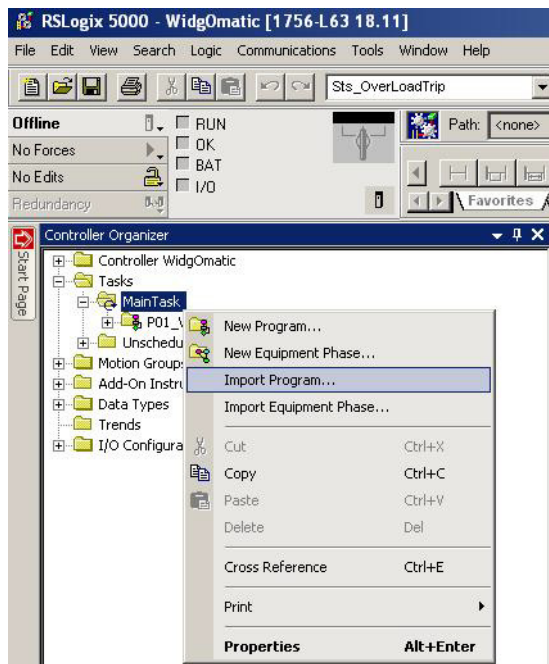 RSLogix 5000 - WidgOmatic [1756-L63 18.11]
File Edit View Search Logic Communications Tools Window Help
Sts_OverLoadTrip
Offline
RUN
Path: <none>
No Forces
OK
BAT
No Edits
I/O
Redundancy
Favorites
Start Page
Controller Organizer
Controller WidgOmatic
Tasks
MainTask
P01_
Unschedu
Motion Group
Add-On Instru
Data Types
Trends
I/O Configura
New Program...
New Equipment Phase...
Import Program...
Import Equipment Phase...
Cut Ctrl+X
Copy Ctrl+C
Paste Ctrl+V
Delete Del
Cross Reference Ctrl+E
Print
Properties Alt+Enter